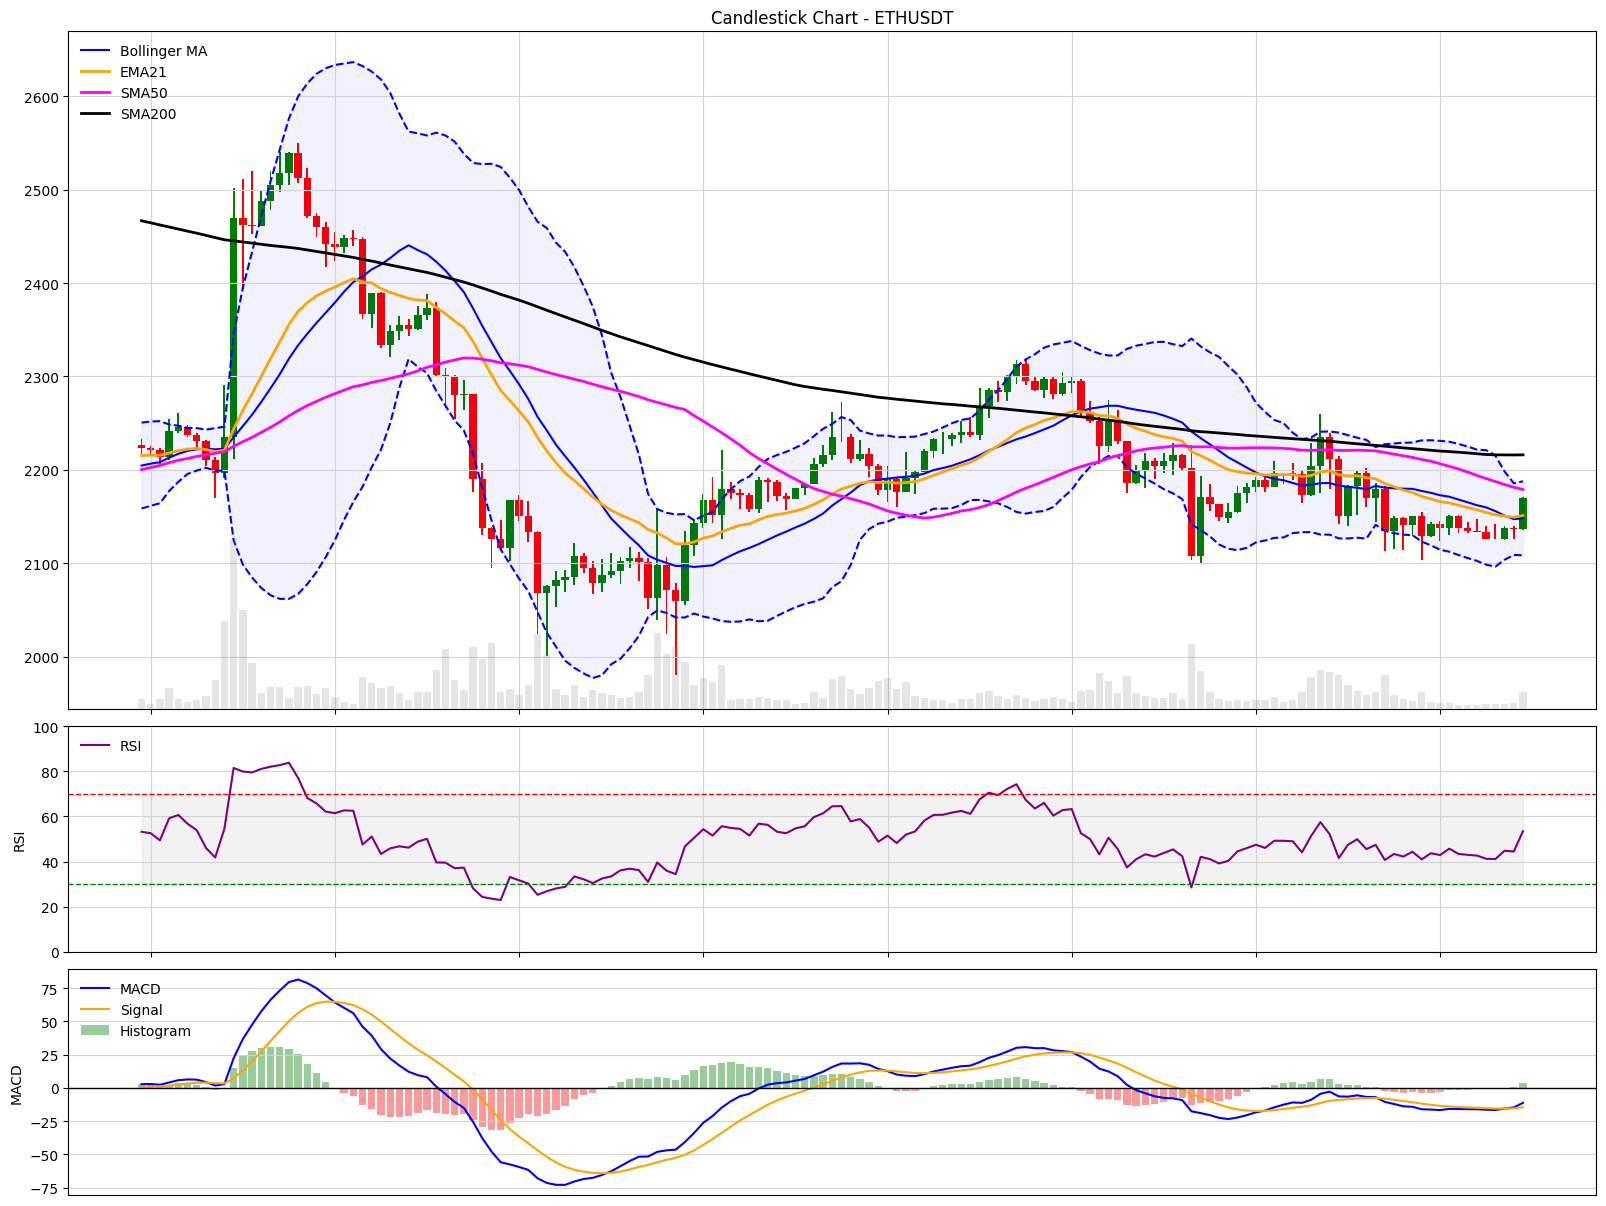 Candlestick Chart - ETHUSDT
Bollinger MA
EMA21
SMA50
SMA200
2600
2500
2400
2300
2200
2100
2000
RSI
100
80
60
40
20
0
RSI
MACD
Signal
Histogram
75
50
25
0
−25
−50
−75
MACD